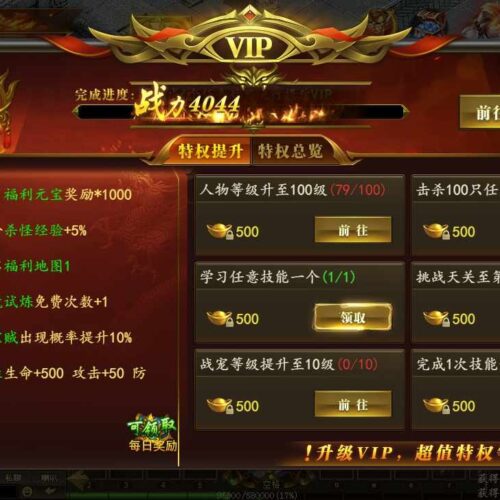 VIP
完成进度:
战力4044
前往
特权提升 特权总览
福利元宝奖励*1000
杀怪经验+5%
福利地图1
试炼免费次数+1
贼出现概率提升10%
生命+500 攻击+50 防
可领取
每日奖励
人物等级升至100级(79/100)
500
前往
击杀100只任
500
学习任意技能一个(1/1)
500
领取
挑战天关至第
500
战宠等级提升至10级(0/10)
500
前往
完成1次技能
500
!升级VIP，超值特权
私聊